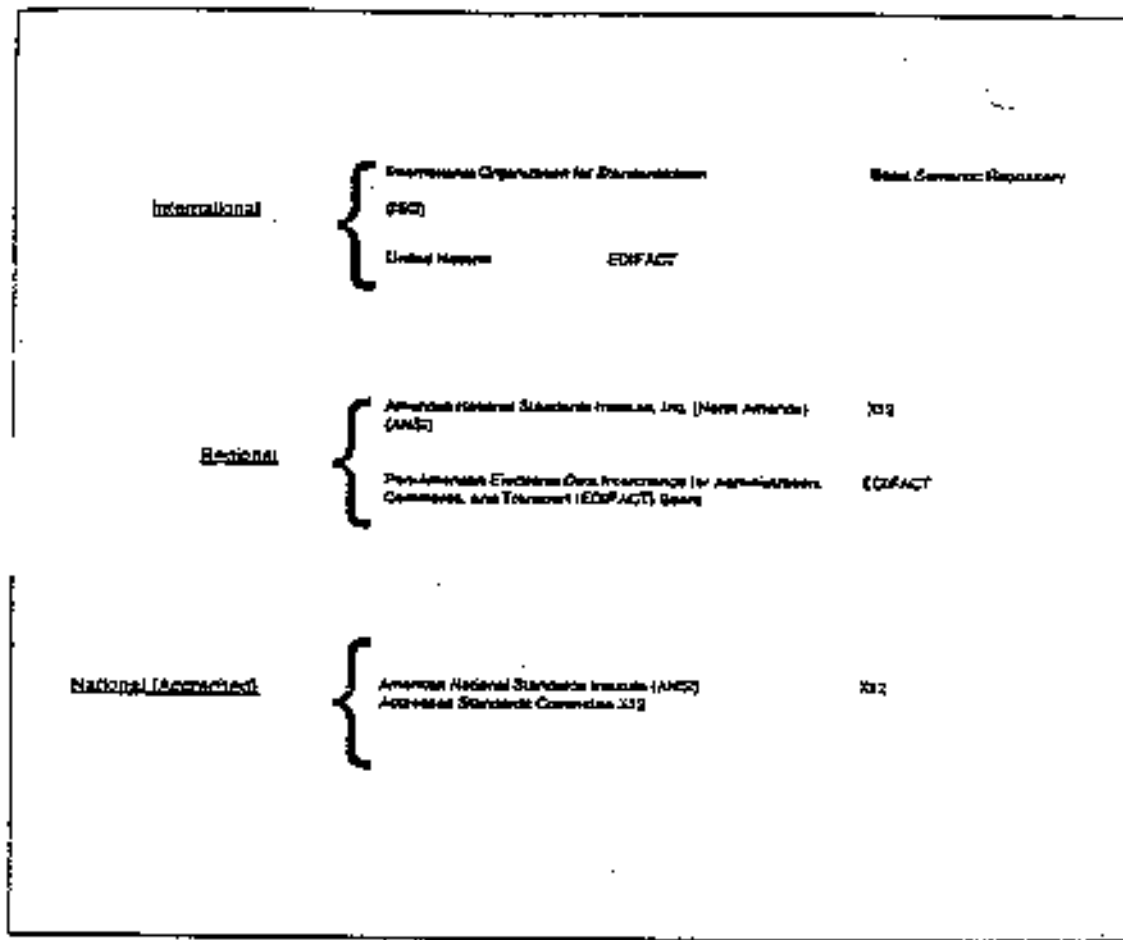 International Organization for Standardization
Basic Semantic Repository
International
(ISO)
United Nations EDIFACT
American National Standards Institute, Inc. (North America) X12
(ANSI)
Regional
Pan-American Electronic Data Interchange for Administration, EDIFACT
Commerce, and Transport (EDIFACT) Board
National (Accredited)
American National Standards Institute (ANSI) X12
Accredited Standards Committee X12